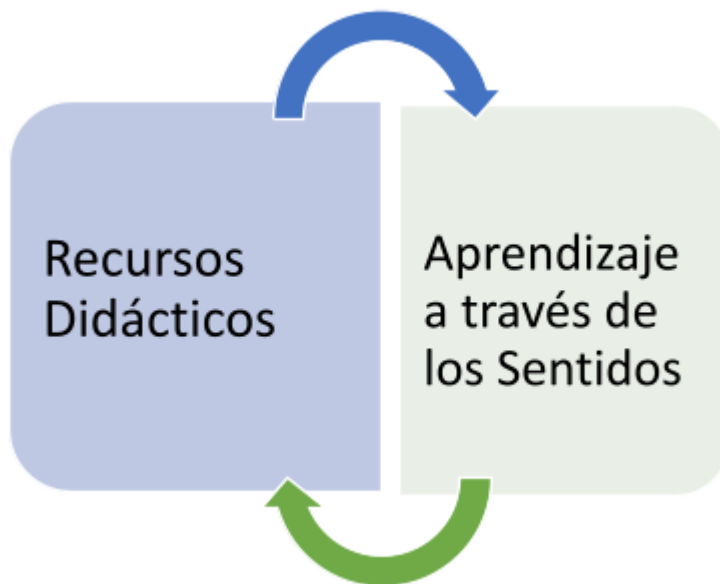 Recursos
Didácticos
Aprendizaje
a través de
los Sentidos